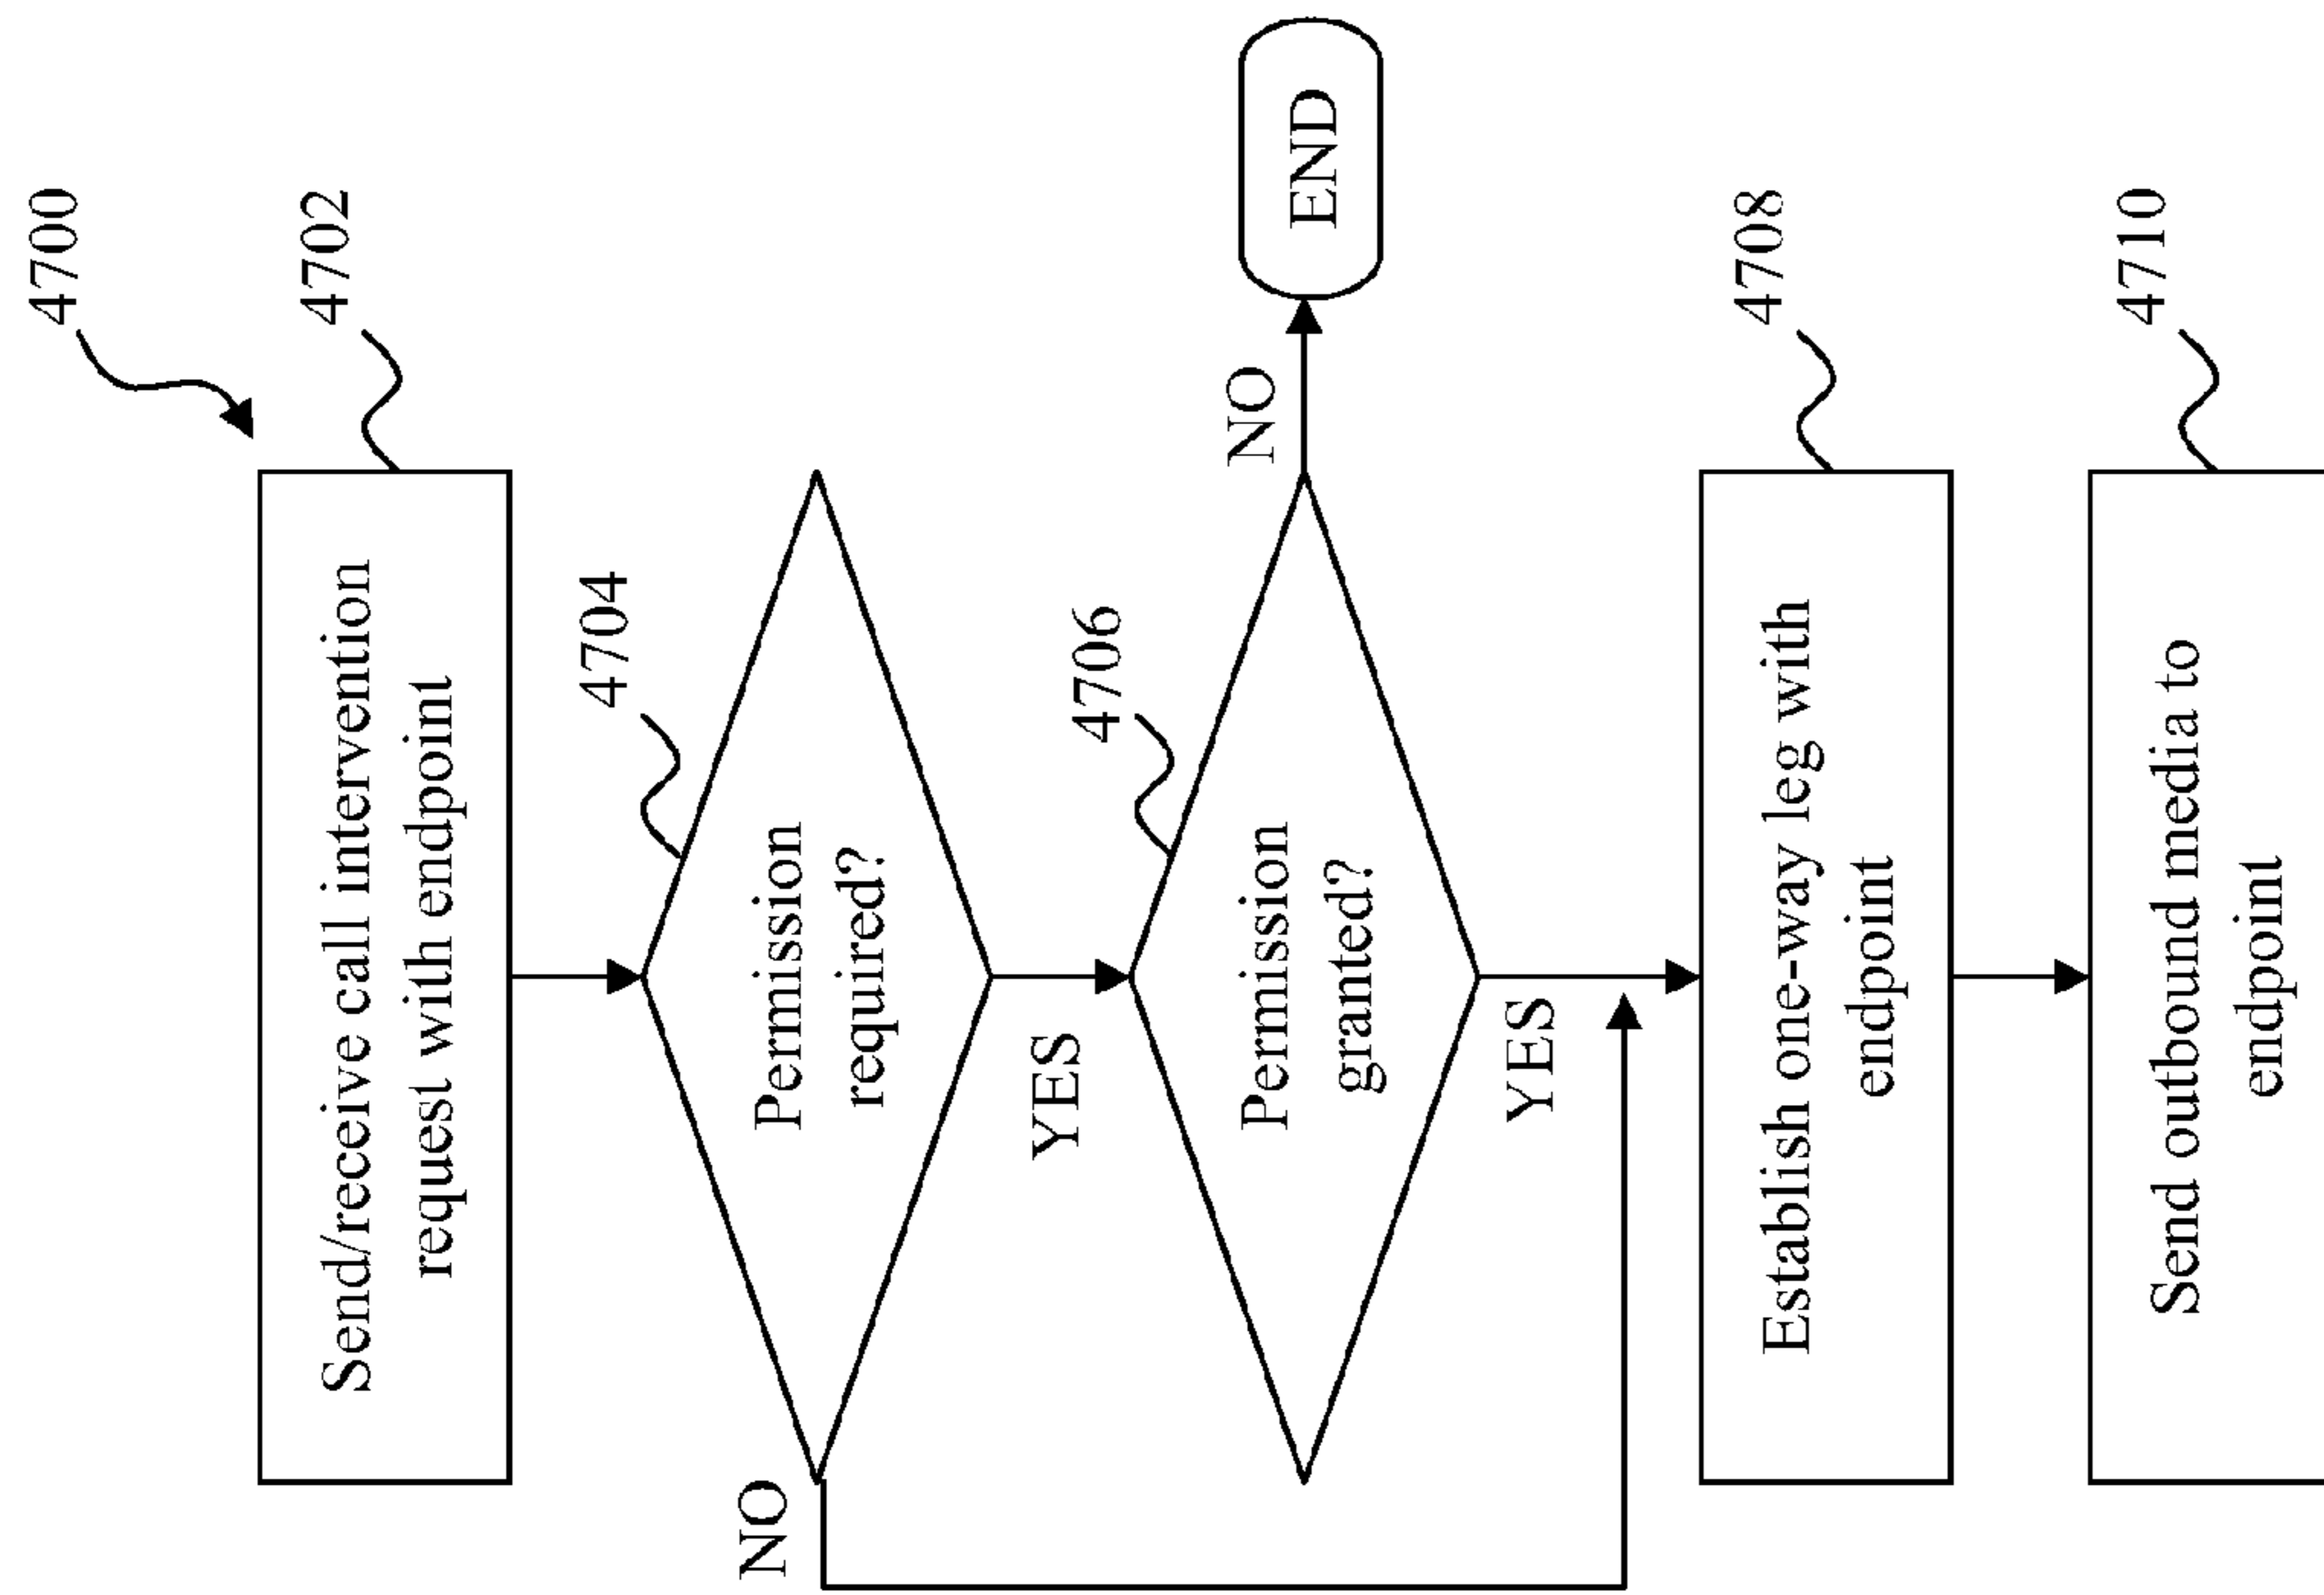 4700
4702
Send/receive call intervention
request with endpoint
4704
Permission
required?
NO
YES
4706
Permission
granted?
NO
END
YES
4708
Establish one-way leg with
endpoint
4710
Send outbound media to
endpoint